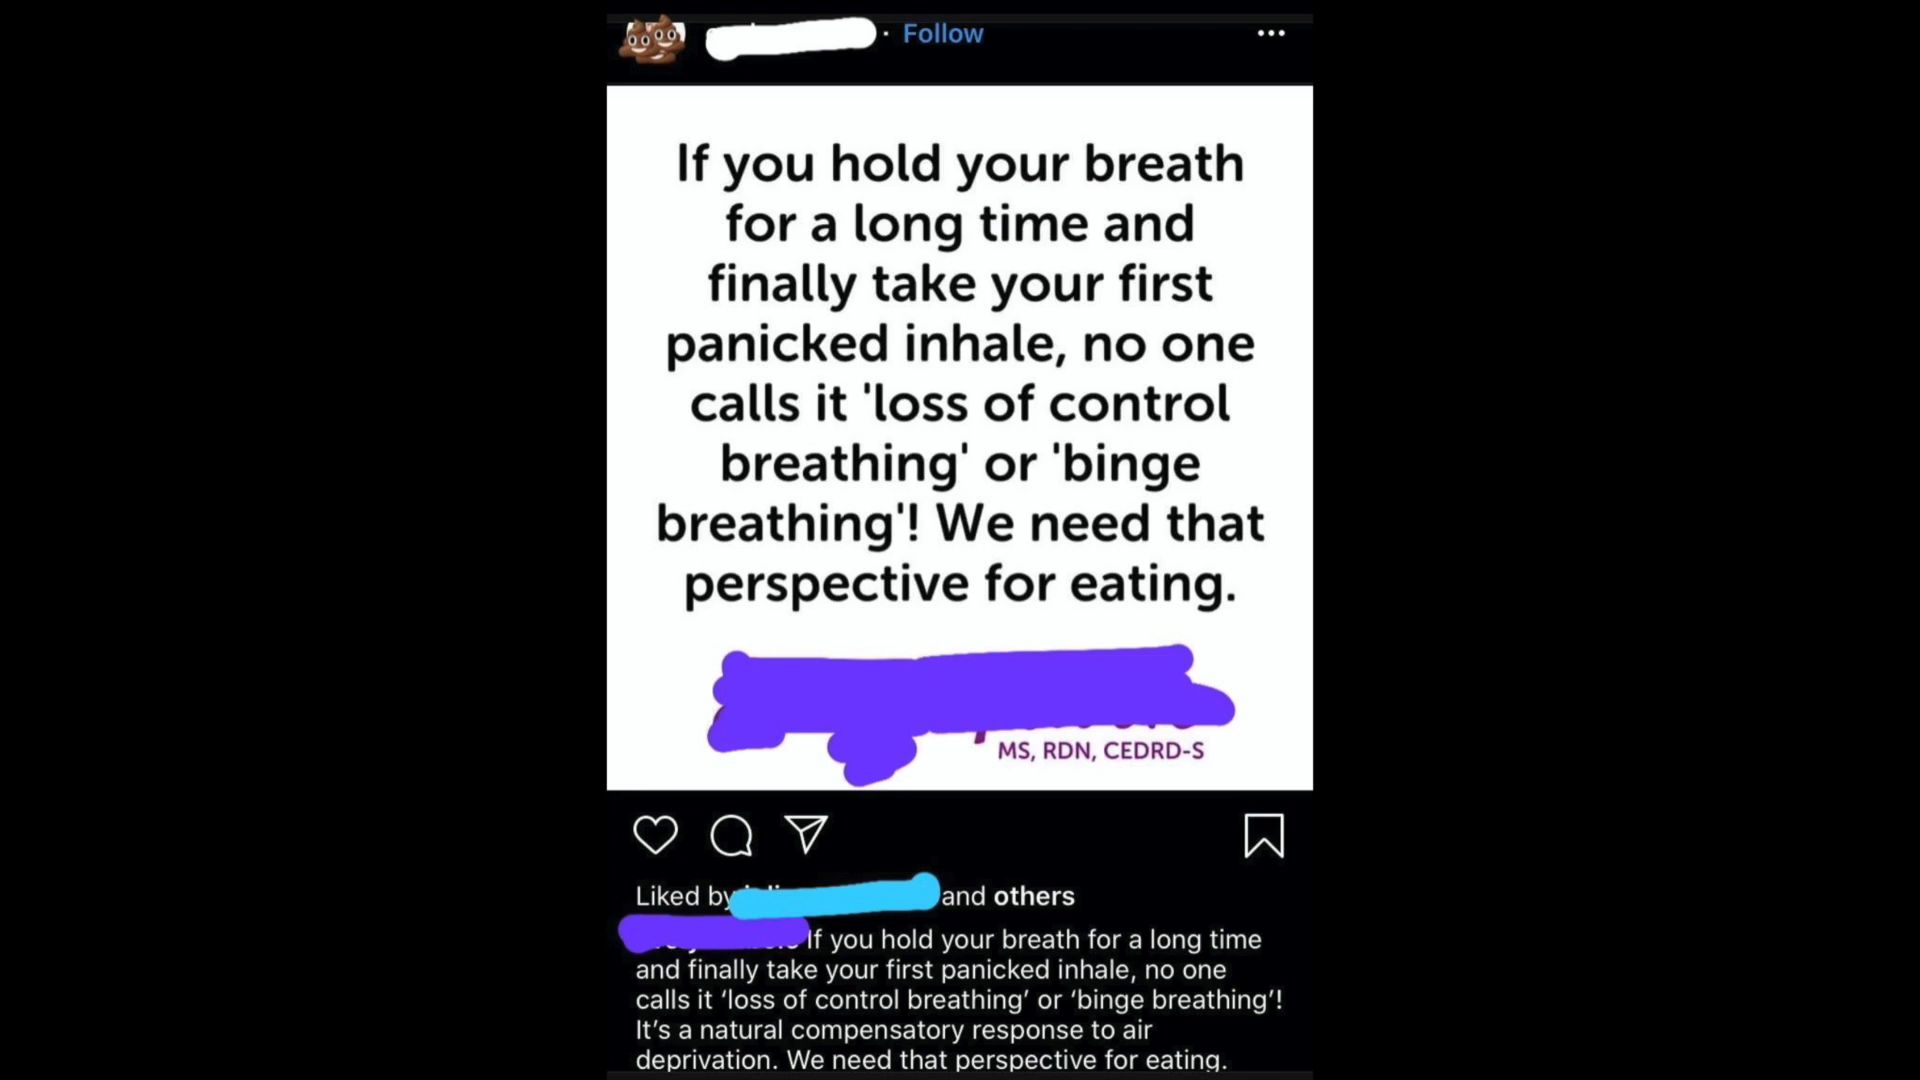 Follow
If you hold your breath
for a long time and
finally take your first
panicked inhale, no one
calls it 'loss of control
breathing' or 'binge
breathing'! We need that
perspective for eating.
MS, RDN, CEDRD-S
Liked by and others
If you hold your breath for a long time
and finally take your first panicked inhale, no one
calls it ‘loss of control breathing’ or ‘binge breathing’!
It’s a natural compensatory response to air
deprivation. We need that perspective for eating.